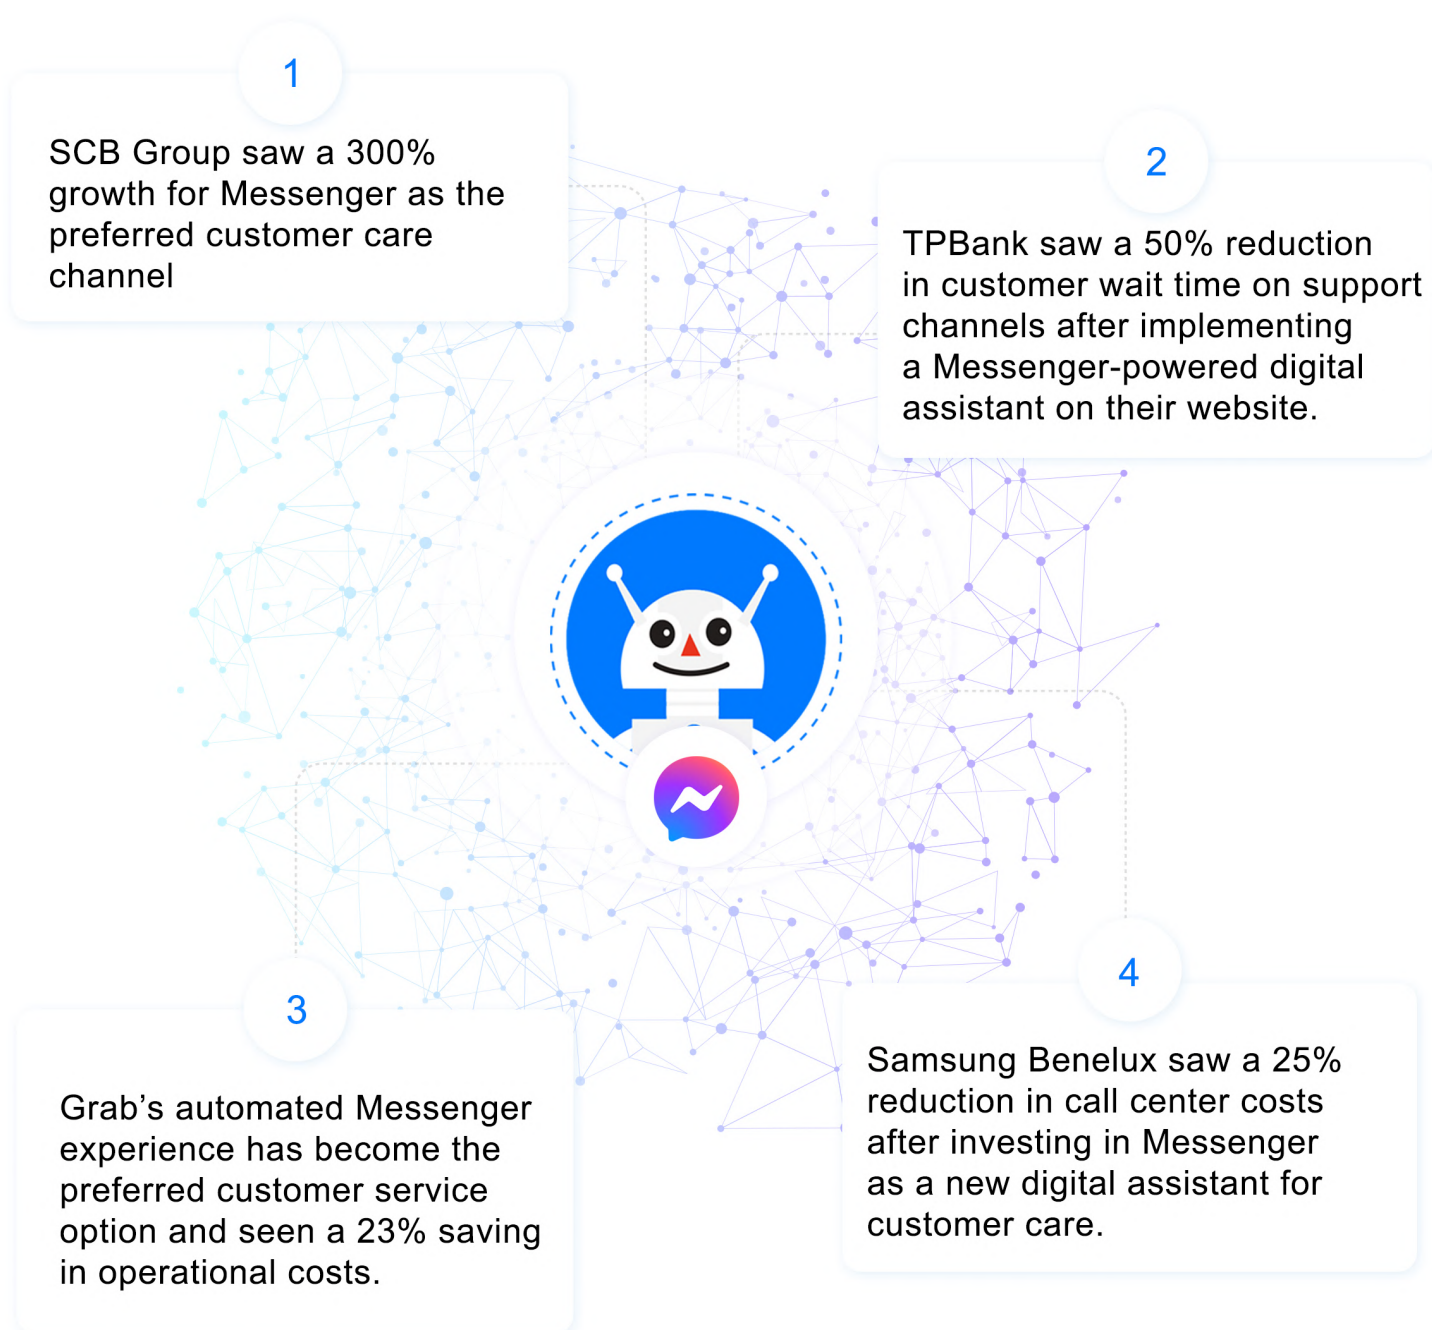 1
SCB Group saw a 300%
growth for Messenger as the
preferred customer care
channel
2
TPBank saw a 50% reduction
in customer wait time on support
channels after implementing
a Messenger-powered digital
assistant on their website.
3
Grab’s automated Messenger
experience has become the
preferred customer service
option and seen a 23% saving
in operational costs.
4
Samsung Benelux saw a 25%
reduction in call center costs
after investing in Messenger
as a new digital assistant for
customer care.